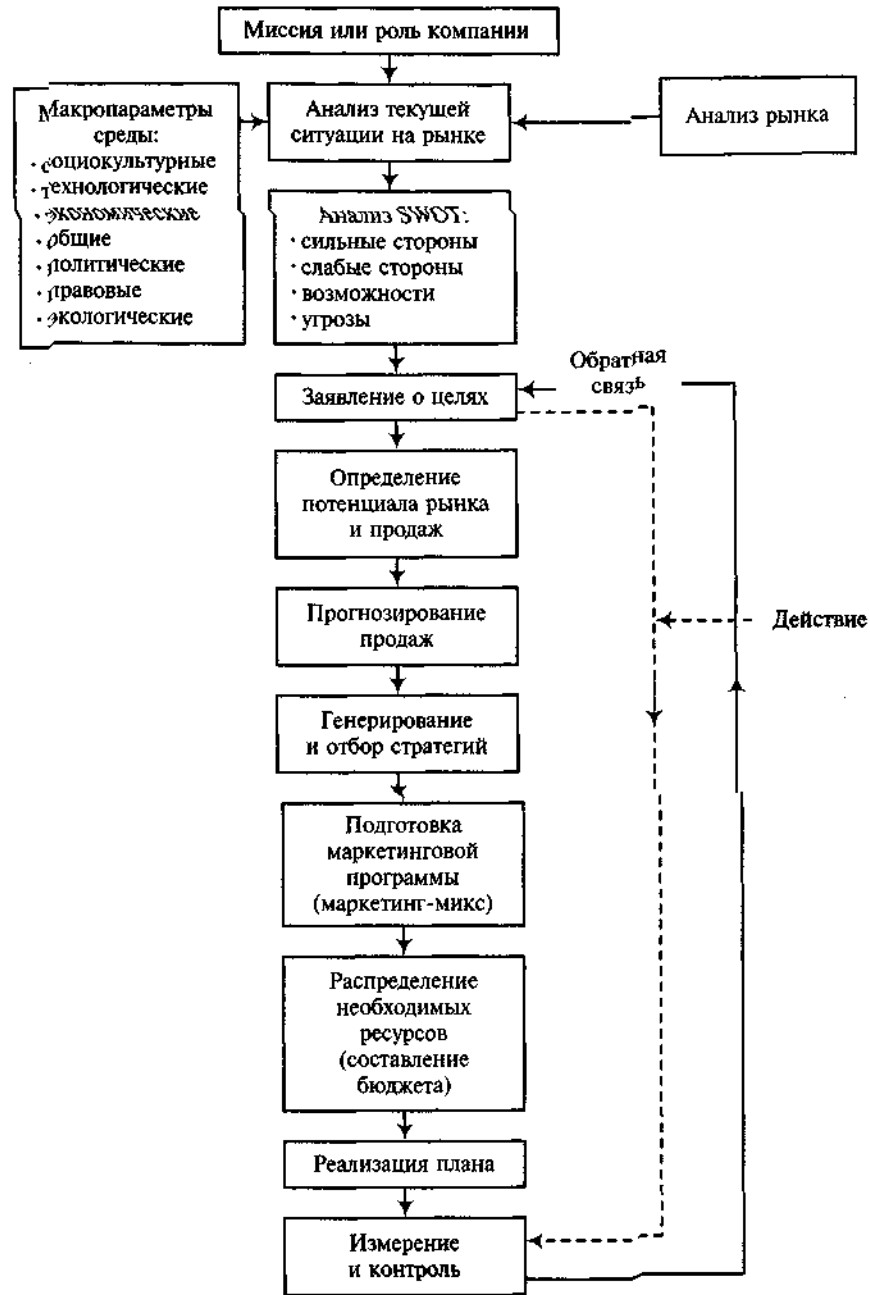 Миссия или роль компании
Макропараметры
среды:
· социокультурные
· технологические
· экономические
· общие
· политические
· правовые
· экологические
Анализ текущей
ситуации на рынке
Анализ рынка
Анализ SWOT:
· сильные стороны
· слабые стороны
· возможности
· угрозы
Обратная
связь
Заявление о целях
Определение
потенциала рынка
и продаж
Прогнозирование
продаж
Действие
Генерирование
и отбор стратегий
Подготовка
маркетинговой
программы
(маркетинг-микс)
Распределение
необходимых
ресурсов
(составление
бюджета)
Реализация плана
Измерение
и контроль